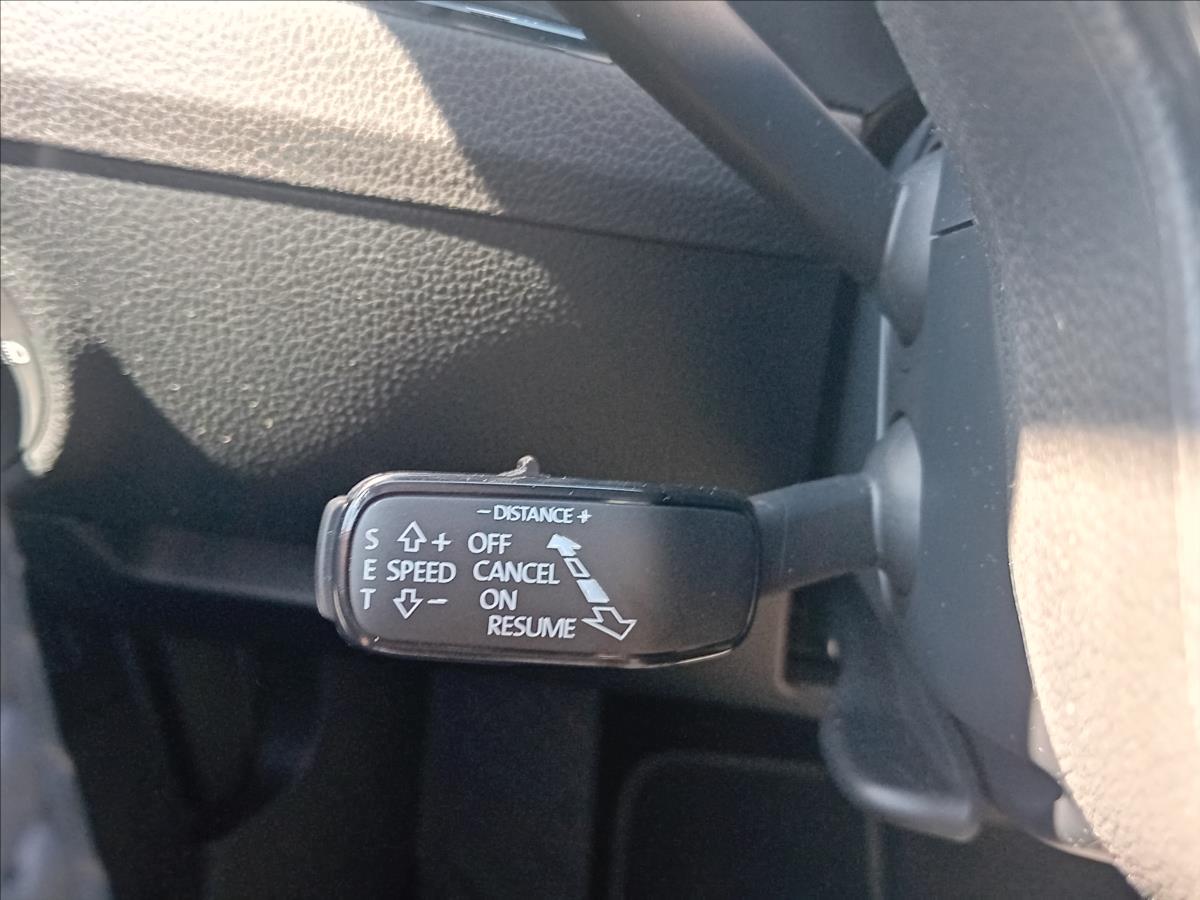 - DISTANCE +
S + OFF
E SPEED CANCEL
T - ON
RESUME